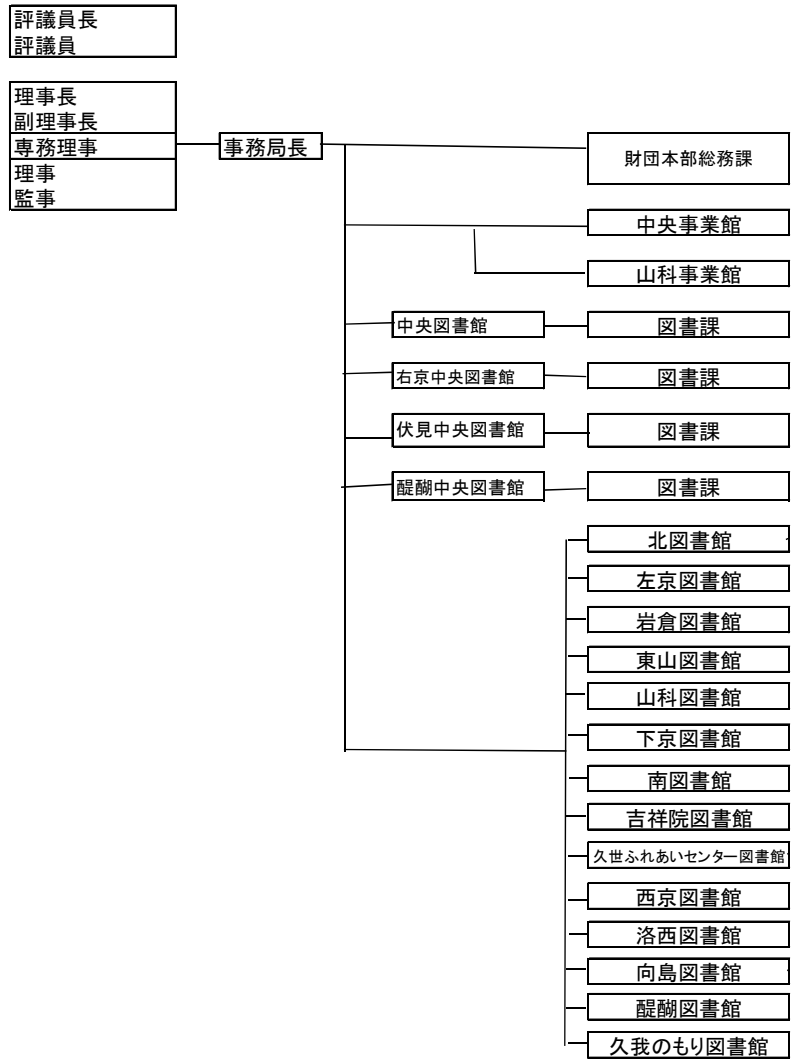 評議員長
評議員
理事長
副理事長
専務理事
理事
監事
事務局長
財団本部総務課
中央事業館
山科事業館
中央図書館
図書課
右京中央図書館
図書課
伏見中央図書館
図書課
醍醐中央図書館
図書課
北図書館
左京図書館
岩倉図書館
東山図書館
山科図書館
下京図書館
南図書館
吉祥院図書館
久世ふれあいセンター図書館
西京図書館
洛西図書館
向島図書館
醍醐図書館
久我のもり図書館